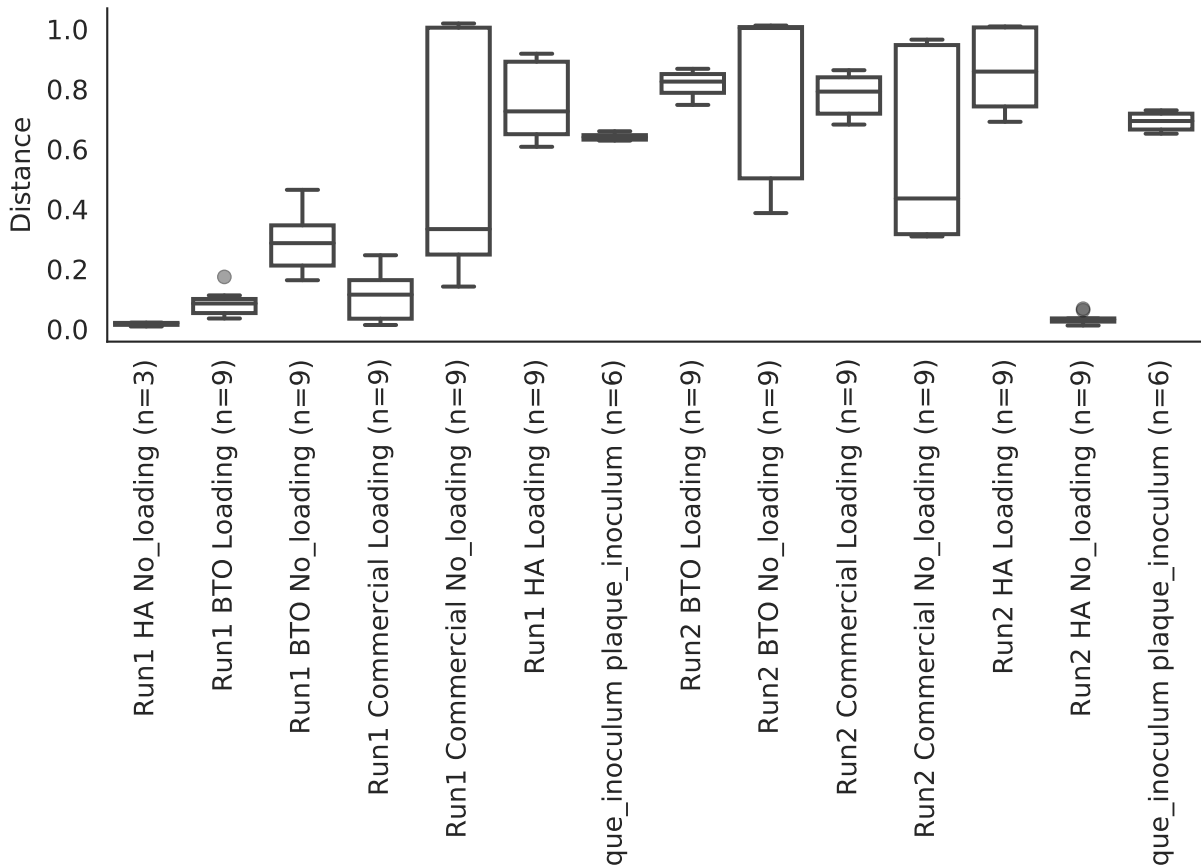 1.0
0.8
0.6
0.4
0.2
0.0
Distance
Run1 HA No_loading (n=3)
Run1 BTO Loading (n=9)
Run1 BTO No_loading (n=9)
Run1 Commercial Loading (n=9)
Run1 Commercial No_loading (n=9)
Run1 HA Loading (n=9)
que_inoculum plaque_inoculum (n=6)
Run2 BTO Loading (n=9)
Run2 BTO No_loading (n=9)
Run2 Commercial Loading (n=9)
Run2 Commercial No_loading (n=9)
Run2 HA Loading (n=9)
Run2 HA No_loading (n=9)
que_inoculum plaque_inoculum (n=6)